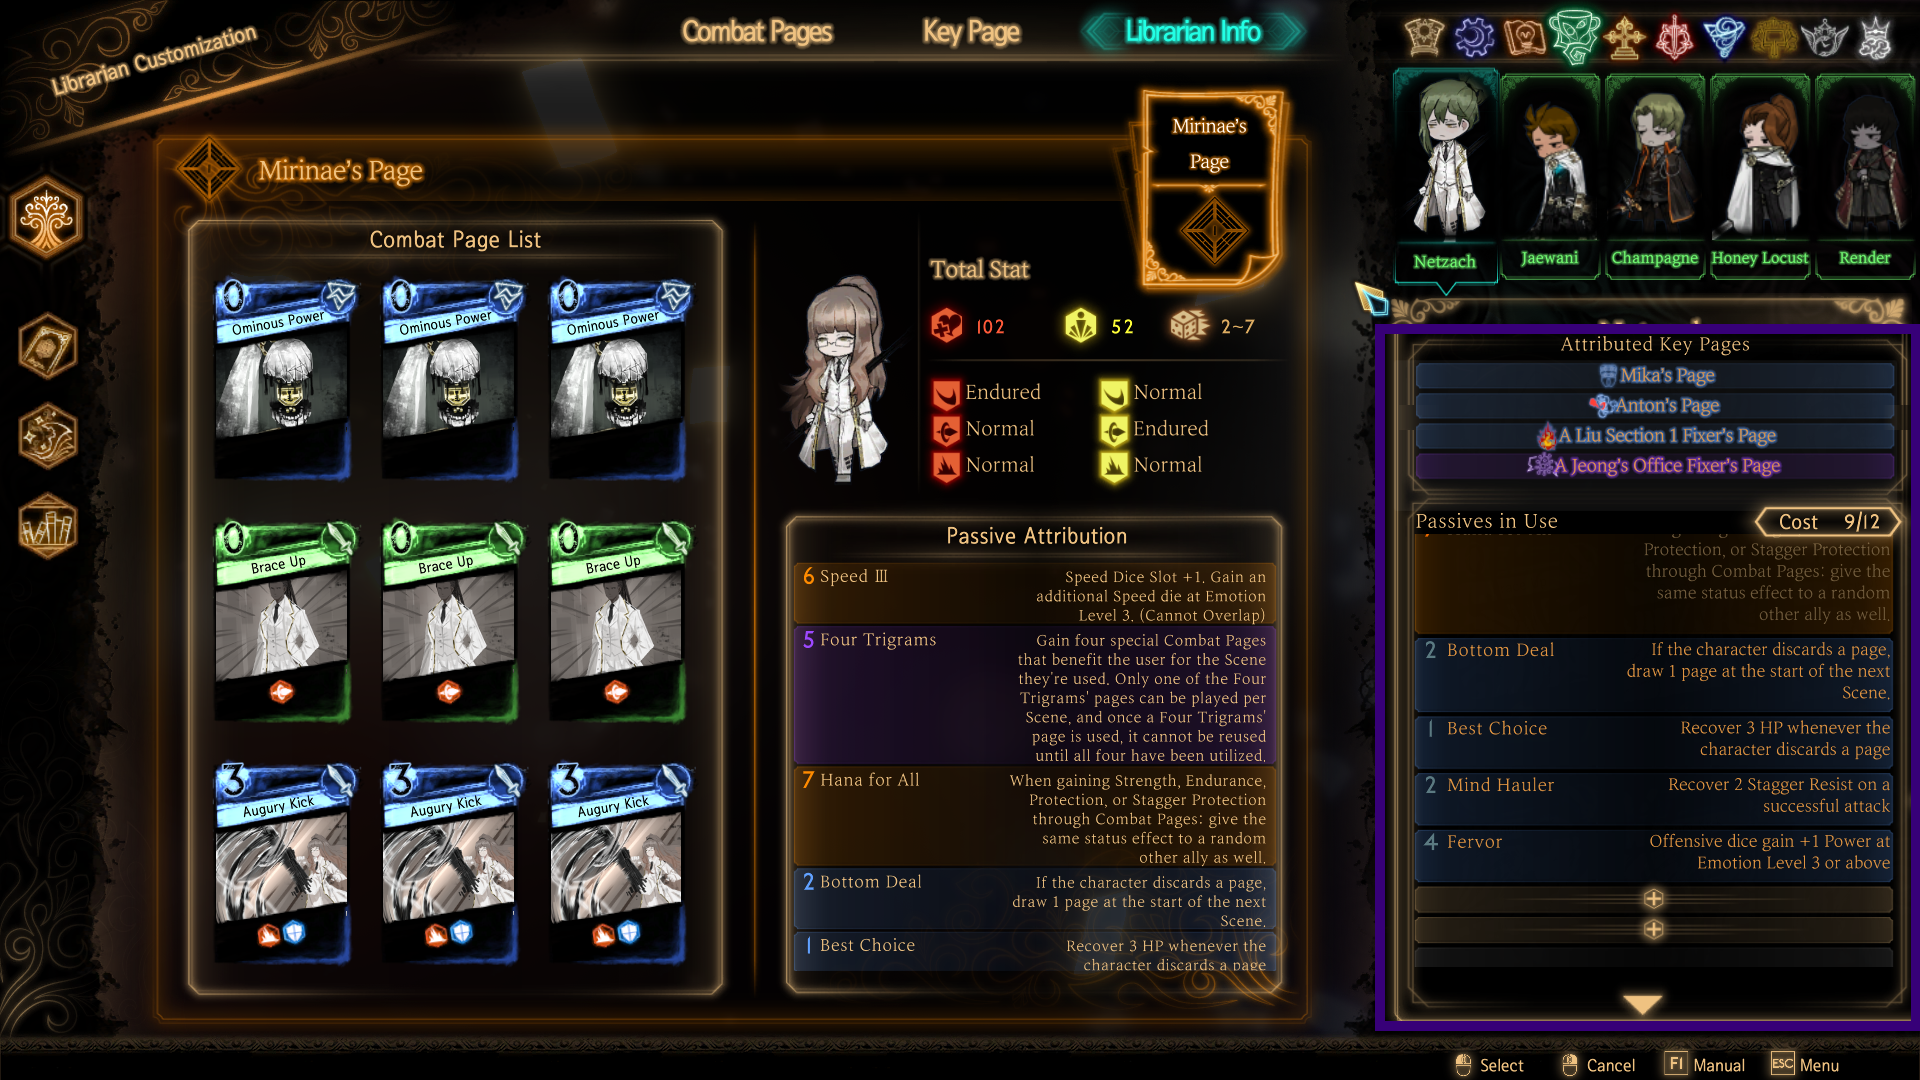 Librarian Customization
Combat Pages
Key Page
Librarian Info
Mirinae's Page
Mirinae's
Page
Combat Page List
0
Ominous Power
0
Ominous Power
0
Ominous Power
0
Brace Up
0
Brace Up
0
Brace Up
3
Augury Kick
3
Augury Kick
3
Augury Kick
Total Stat
102
52
2~7
Endured
Normal
Normal
Endured
Normal
Normal
Passive Attribution
6 Speed III
Speed Dice Slot +1. Gain an
additional Speed die at Emotion
Level 3. (Cannot Overlap)
5 Four Trigrams
Gain four special Combat Pages
that benefit the user for the Scene
they're used. Only one of the Four
Trigrams' pages can be played per
Scene, and once a Four Trigrams'
page is used, it cannot be reused
until all four have been utilized.
7 Hana for All
When gaining Strength, Endurance,
Protection, or Stagger Protection
through Combat Pages: give the
same status effect to a random
other ally as well.
2 Bottom Deal
If the character discards a page,
draw 1 page at the start of the next
Scene.
1 Best Choice
Recover 3 HP whenever the
character discards a page
Netzach
Jaewani
Champagne
Honey Locust
Render
Attributed Key Pages
Mika's Page
Anton's Page
A Liu Section 1 Fixer's Page
A Jeong's Office Fixer's Page
Passives in Use
Cost 9/12
Protection, or Stagger Protection
through Combat Pages: give the
same status effect to a random
other ally as well.
2 Bottom Deal
If the character discards a page,
draw 1 page at the start of the next
Scene.
1 Best Choice
Recover 3 HP whenever the
character discards a page
2 Mind Hauler
Recover 2 Stagger Resist on a
successful attack
4 Fervor
Offensive dice gain +1 Power at
Emotion Level 3 or above
Select
Cancel
F1 Manual
ESC Menu